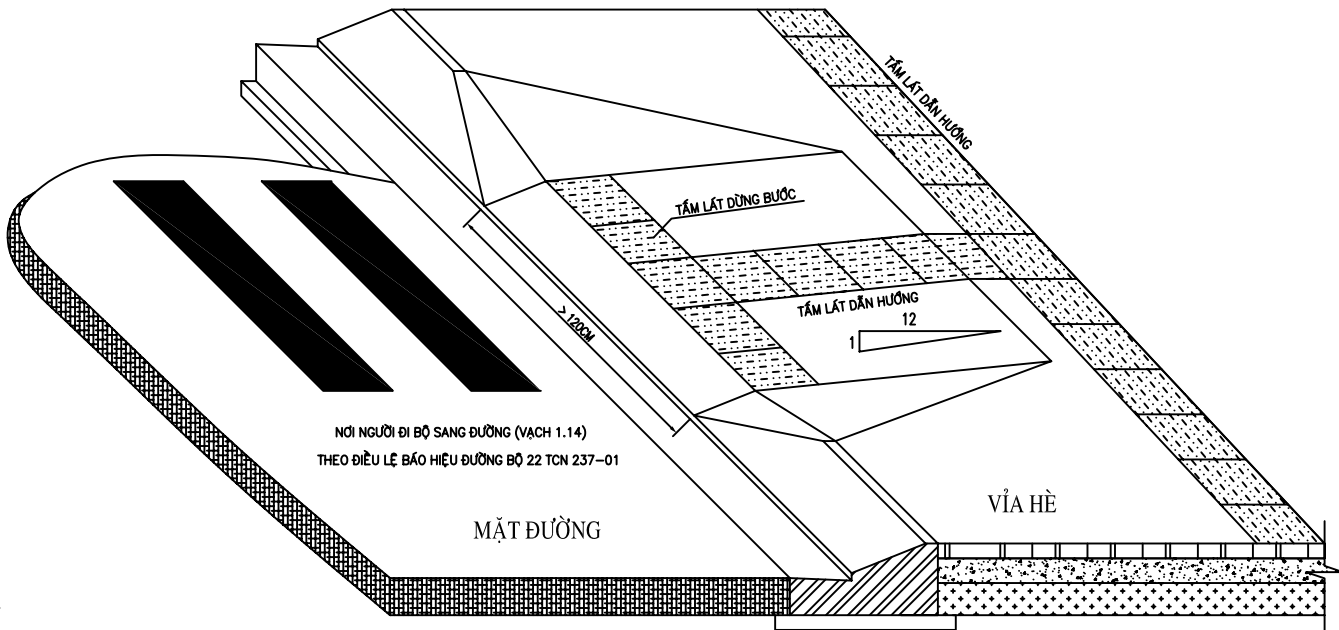 TẤM LÁT DẪN HƯỚNG
TẤM LÁT DỪNG BƯỚC
> 120CM
TẤM LÁT DẪN HƯỚNG
12
1
NƠI NGƯỜI ĐI BỘ SANG ĐƯỜNG (VẠCH 1.14)
THEO ĐIỀU LỆ BÁO HIỆU ĐƯỜNG BỘ 22 TCN 237-01
MẶT ĐƯỜNG
VỈA HÈ